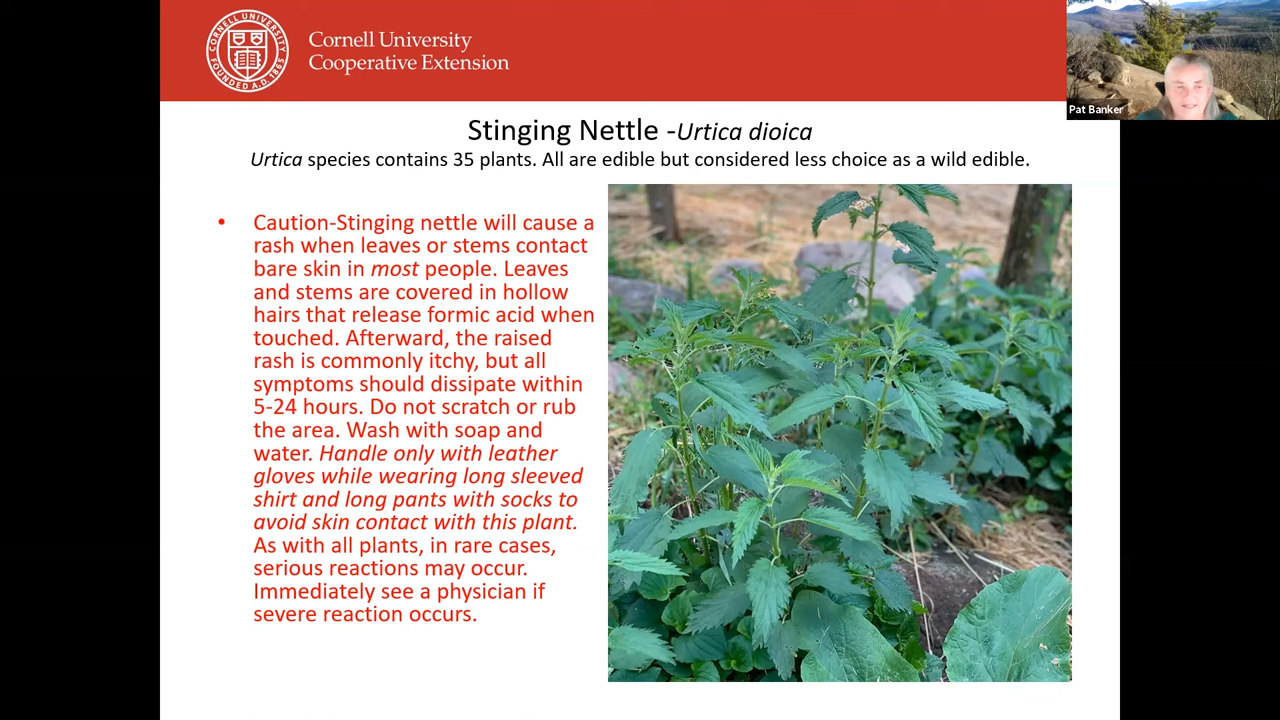 CORNELL UNIVERSITY
FOUNDED A.D. 1865
Cornell University
Cooperative Extension
Pat Banker
Stinging Nettle -Urtica dioica
Urtica species contains 35 plants. All are edible but considered less choice as a wild edible.
• Caution-Stinging nettle will cause a
rash when leaves or stems contact
bare skin in most people. Leaves
and stems are covered in hollow
hairs that release formic acid when
touched. Afterward, the raised
rash is commonly itchy, but all
symptoms should dissipate within
5-24 hours. Do not scratch or rub
the area. Wash with soap and
water. Handle only with leather
gloves while wearing long sleeved
shirt and long pants with socks to
avoid skin contact with this plant.
As with all plants, in rare cases,
serious reactions may occur.
Immediately see a physician if
severe reaction occurs.